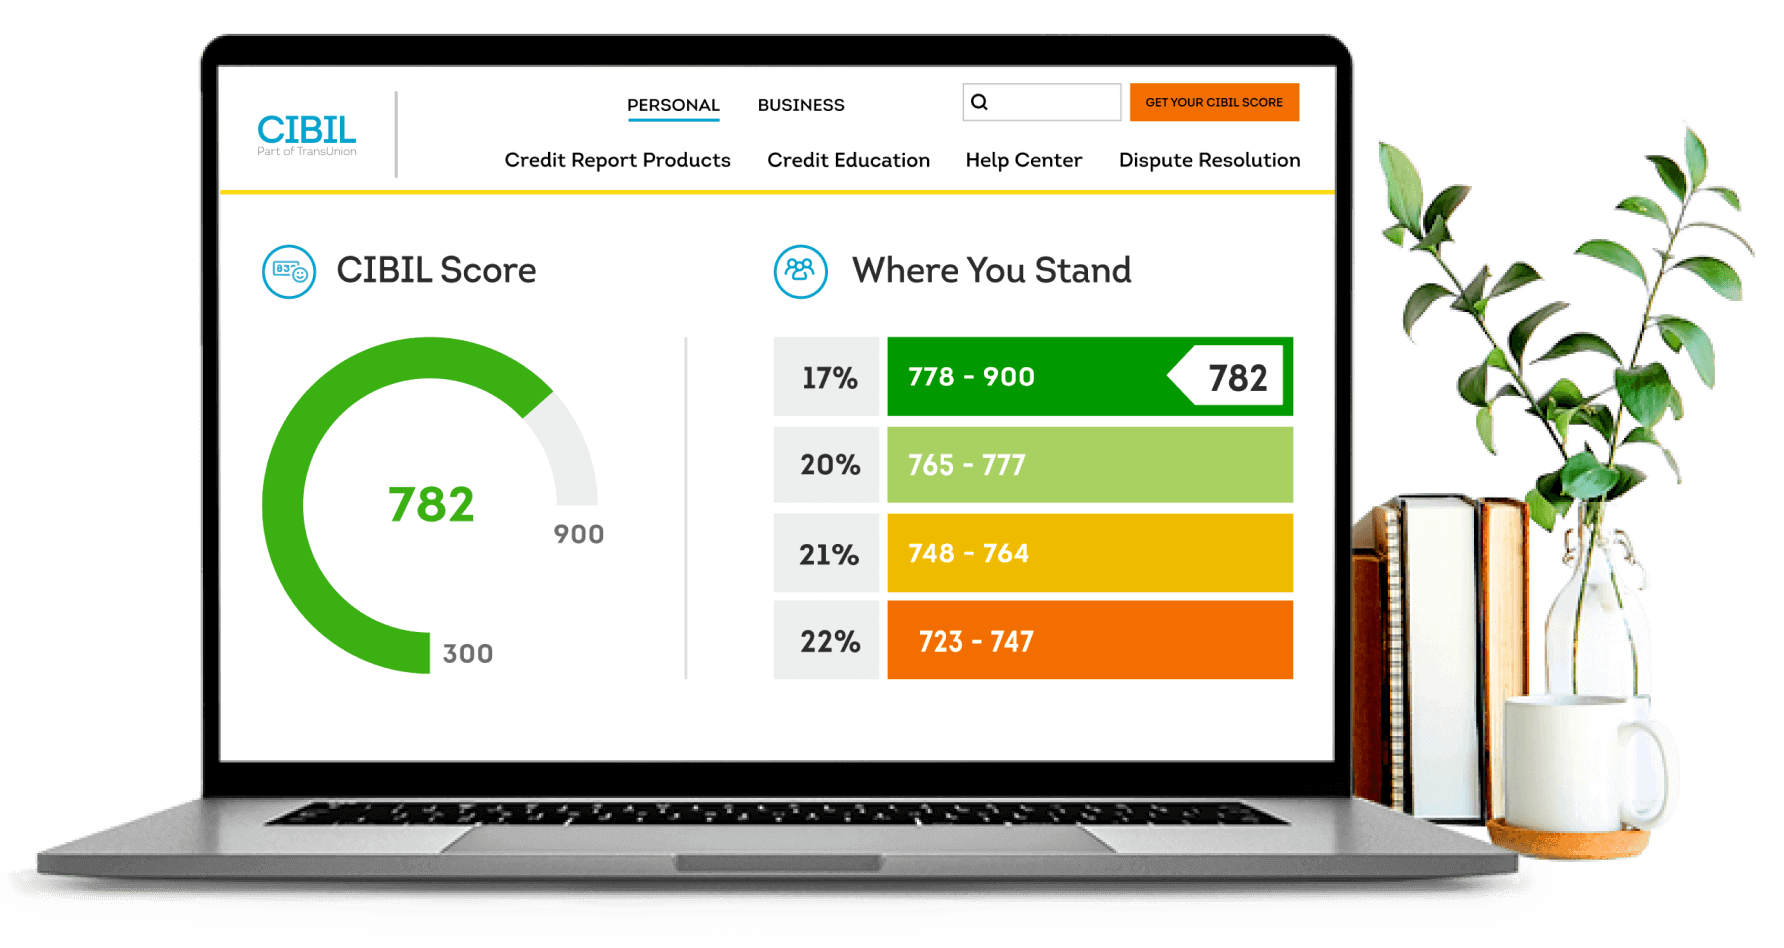 CIBIL
Part of TransUnion
PERSONAL
BUSINESS
GET YOUR CIBIL SCORE
Credit Report Products
Credit Education
Help Center
Dispute Resolution
837
CIBIL Score
782
900
300
Where You Stand
17%
778 - 900
782
20%
765 - 777
21%
748 - 764
22%
723 - 747